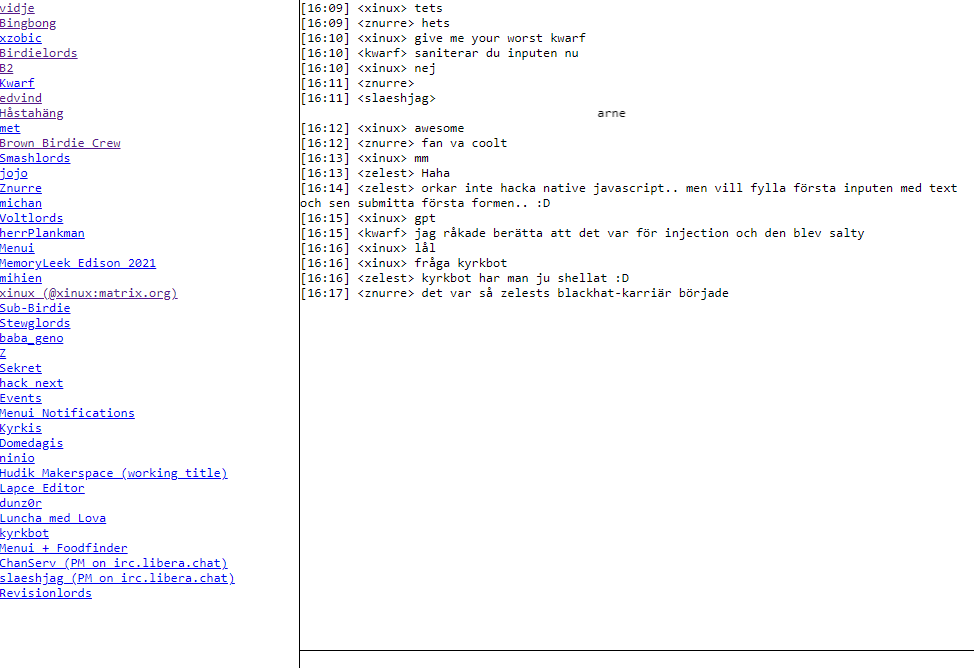 vidje
Bingbong
xzobic
Birdielords
B2
Kwarf
edvind
Håstahäng
met
Brown Birdie Crew
Smashlords
jojo
Znurre
michan
Voltlords
herrPlankman
Menui
MemoryLeek Edison 2021
mihien
xinux (@xinux:matrix.org)
Sub-Birdie
Stewglords
baba_geno
Z
Sekret
hack_next
Events
Menui Notifications
Kyrkis
Domedagis
ninio
Hudik Makerspace (working title)
Lapce Editor
dunz0r
Luncha med Lova
kyrkbot
Menui + Foodfinder
ChanServ (PM on irc.libera.chat)
slaeshjag (PM on irc.libera.chat)
Revisionlords
[16:09] <xinux> tets
[16:09] <znurre> hets
[16:10] <xinux> give me your worst kwarf
[16:10] <kwarf> saniterar du inputen nu
[16:10] <xinux> nej
[16:11] <znurre>
[16:11] <slaeshjag>
arne
[16:12] <xinux> awesome
[16:12] <znurre> fan va coolt
[16:13] <xinux> mm
[16:13] <zelest> Haha
[16:14] <zelest> orkar inte hacka native javascript.. men vill fylla första inputen med text
och sen submitta första formen.. :D
[16:15] <xinux> gpt
[16:15] <kwarf> jag råkade berätta att det var för injection och den blev salty
[16:16] <xinux> lål
[16:16] <xinux> fråga kyrkbot
[16:16] <zelest> kyrkbot har man ju shellat :D
[16:17] <znurre> det var så zelests blackhat-karriär började